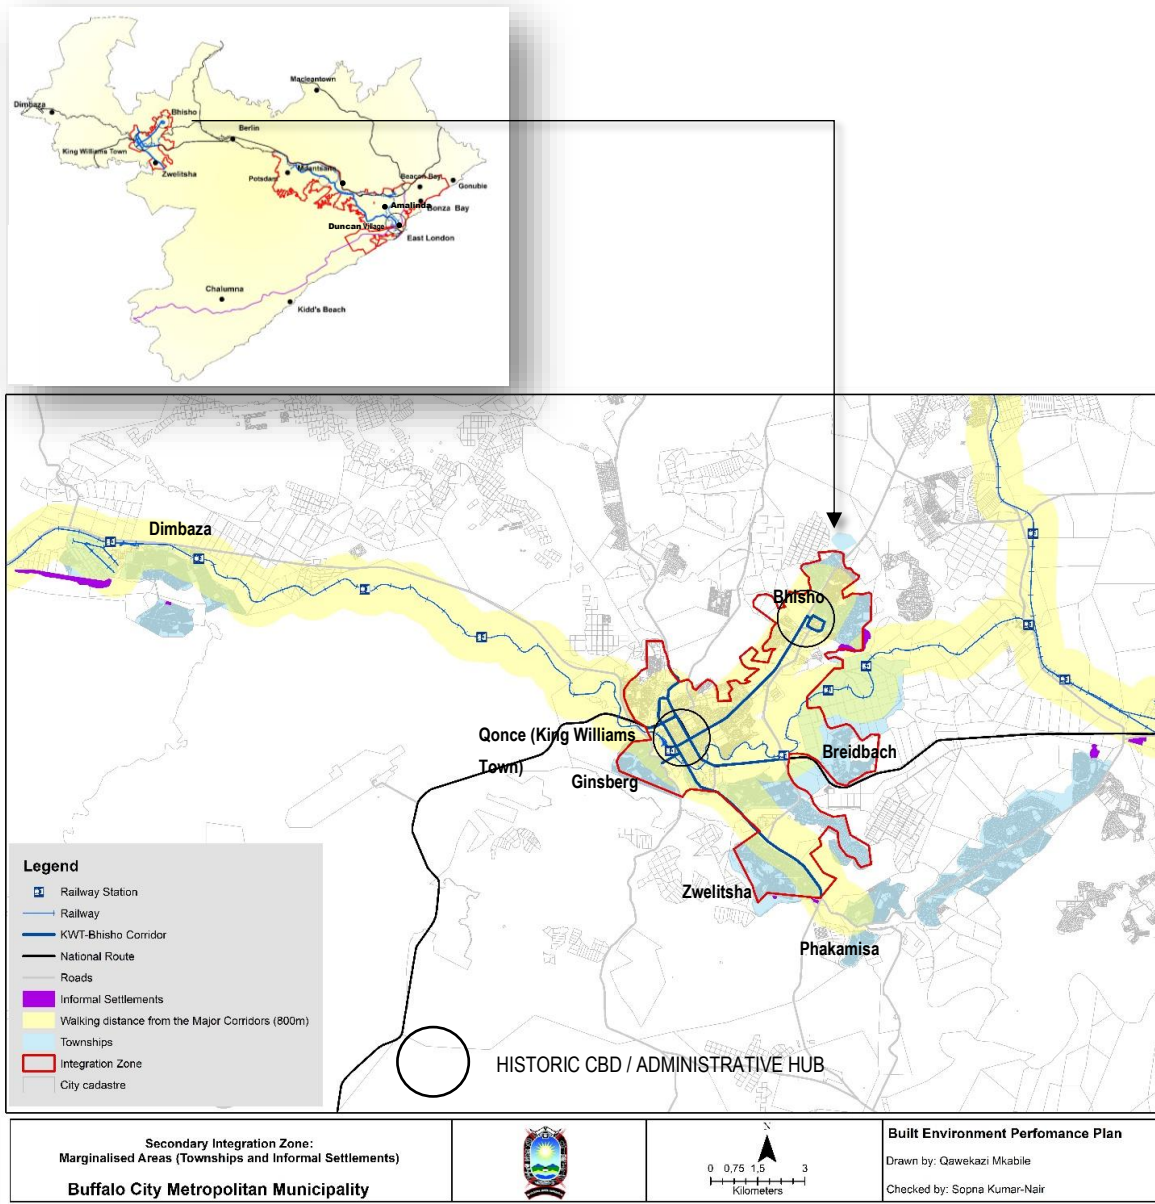 Macleantown
Dimbaza
Bhisho
Berlin
King Williams Town
Zwelitsha
Potsdam
Mdantsane
Beacon Bay
Gonubie
Amalinda
Bonza Bay
Duncan Village
East London
Chalumna
Kidd's Beach
Dimbaza
Bhisho
Qonce (King Williams
Town)
Breidbach
Ginsberg
Zwelitsha
Phakamisa
Legend
Railway Station
Railway
KWT-Bhisho Corridor
National Route
Roads
Informal Settlements
Walking distance from the Major Corridors (800m)
Townships
Integration Zone
City cadastre
HISTORIC CBD / ADMINISTRATIVE HUB
Secondary Integration Zone:
Marginalised Areas (Townships and Informal Settlements)
Buffalo City Metropolitan Municipality
N
0 0,75 1,5 3
Kilometers
Built Environment Perfomance Plan
Drawn by: Qawekazi Mkabile
Checked by: Sopna Kumar-Nair